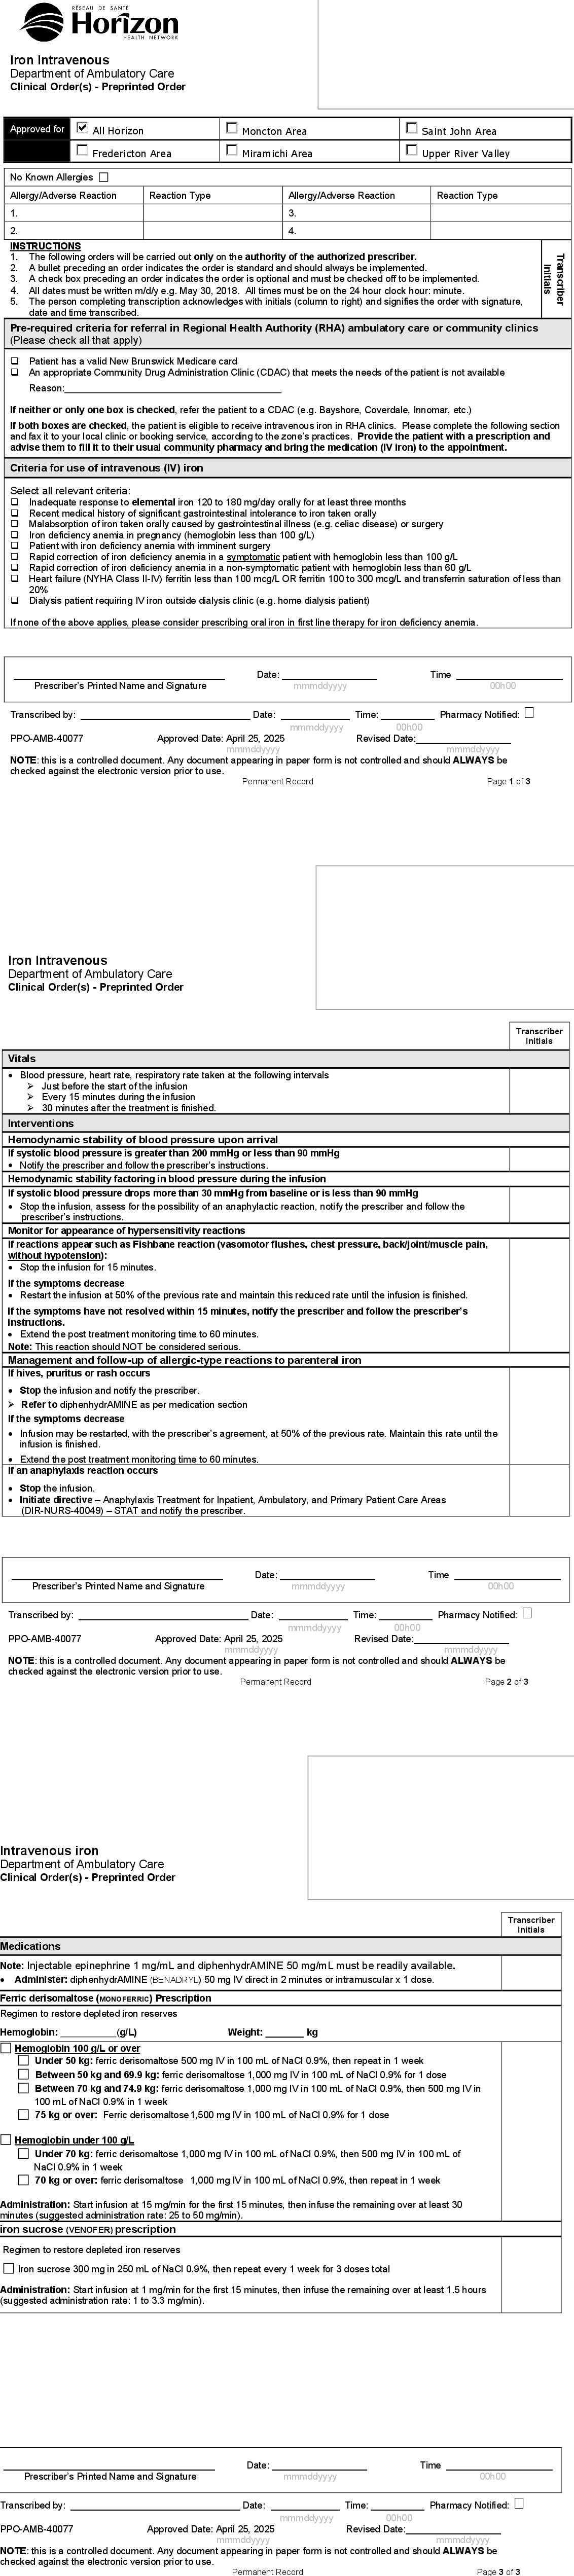 RÉSEAU DE SANTÉ
Horizon
HEALTH NETWORK
Iron Intravenous
Department of Ambulatory Care
Clinical Order(s) - Preprinted Order
Approved for
All Horizon
Moncton Area
Saint John Area
Fredericton Area
Miramichi Area
Upper River Valley
No Known Allergies
Allergy/Adverse Reaction
Reaction Type
Allergy/Adverse Reaction
Reaction Type
1.
3.
2.
4.
INSTRUCTIONS
1. The following orders will be carried out only on the authority of the authorized prescriber.
2. A bullet preceding an order indicates the order is standard and should always be implemented.
3. A check box preceding an order indicates the order is optional and must be checked off to be implemented.
4. All dates must be written m/d/y e.g. May 30, 2018. All times must be on the 24 hour clock hour: minute.
5. The person completing transcription acknowledges with initials (column to right) and signifies the order with signature,
date and time transcribed.
Transcriber
Initials
Pre-required criteria for referral in Regional Health Authority (RHA) ambulatory care or community clinics
(Please check all that apply)
❑ Patient has a valid New Brunswick Medicare card
❑ An appropriate Community Drug Administration Clinic (CDAC) that meets the needs of the patient is not available
Reason:
If neither or only one box is checked, refer the patient to a CDAC (e.g. Bayshore, Coverdale, Innomar, etc.)
If both boxes are checked, the patient is eligible to receive intravenous iron in RHA clinics. Please complete the following section
and fax it to your local clinic or booking service, according to the zone's practices. Provide the patient with a prescription and
advise them to fill it to their usual community pharmacy and bring the medication (IV iron) to the appointment.
Criteria for use of intravenous (IV) iron
Select all relevant criteria:
❑ Inadequate response to elemental iron 120 to 180 mg/day orally for at least three months
❑ Recent medical history of significant gastrointestinal intolerance to iron taken orally
❑ Malabsorption of iron taken orally caused by gastrointestinal illness (e.g. celiac disease) or surgery
❑ Iron deficiency anemia in pregnancy (hemoglobin less than 100 g/L)
❑ Patient with iron deficiency anemia with imminent surgery
❑ Rapid correction of iron deficiency anemia in a symptomatic patient with hemoglobin less than 100 g/L
❑ Rapid correction of iron deficiency anemia in a non-symptomatic patient with hemoglobin less than 60 g/L
❑ Heart failure (NYHA Class II-IV) ferritin less than 100 mcg/L OR ferritin 100 to 300 mcg/L and transferrin saturation of less than
20%
❑ Dialysis patient requiring IV iron outside dialysis clinic (e.g. home dialysis patient)
If none of the above applies, please consider prescribing oral iron in first line therapy for iron deficiency anemia.
Date: Time
Prescriber's Printed Name and Signature mmmddyyyy 00h00
Transcribed by: Date: Time: Pharmacy Notified:
mmmddyyyy 00h00
PPO-AMB-40077 Approved Date: April 25, 2025 Revised Date:
mmmddyyyy mmmddyyyy
NOTE: this is a controlled document. Any document appearing in paper form is not controlled and should ALWAYS be
checked against the electronic version prior to use.
Permanent Record Page 1 of 3
Iron Intravenous
Department of Ambulatory Care
Clinical Order(s) - Preprinted Order
Transcriber
Initials
Vitals
• Blood pressure, heart rate, respiratory rate taken at the following intervals
➢ Just before the start of the infusion
➢ Every 15 minutes during the infusion
➢ 30 minutes after the treatment is finished.
Interventions
Hemodynamic stability of blood pressure upon arrival
If systolic blood pressure is greater than 200 mmHg or less than 90 mmHg
• Notify the prescriber and follow the prescriber's instructions.
Hemodynamic stability factoring in blood pressure during the infusion
If systolic blood pressure drops more than 30 mmHg from baseline or is less than 90 mmHg
• Stop the infusion, assess for the possibility of an anaphylactic reaction, notify the prescriber and follow the
prescriber's instructions.
Monitor for appearance of hypersensitivity reactions
If reactions appear such as Fishbane reaction (vasomotor flushes, chest pressure, back/joint/muscle pain,
without hypotension):
• Stop the infusion for 15 minutes.
If the symptoms decrease
• Restart the infusion at 50% of the previous rate and maintain this reduced rate until the infusion is finished.
If the symptoms have not resolved within 15 minutes, notify the prescriber and follow the prescriber's
instructions.
• Extend the post treatment monitoring time to 60 minutes.
Note: This reaction should NOT be considered serious.
Management and follow-up of allergic-type reactions to parenteral iron
If hives, pruritus or rash occurs
• Stop the infusion and notify the prescriber.
➢ Refer to diphenhydrAMINE as per medication section
If the symptoms decrease
• Infusion may be restarted, with the prescriber's agreement, at 50% of the previous rate. Maintain this rate until the
infusion is finished.
• Extend the post treatment monitoring time to 60 minutes.
If an anaphylaxis reaction occurs
• Stop the infusion.
• Initiate directive – Anaphylaxis Treatment for Inpatient, Ambulatory, and Primary Patient Care Areas
(DIR-NURS-40049) – STAT and notify the prescriber.
Date: Time
Prescriber's Printed Name and Signature mmmddyyyy 00h00
Transcribed by: Date: Time: Pharmacy Notified:
mmmddyyyy 00h00
PPO-AMB-40077 Approved Date: April 25, 2025 Revised Date:
mmmddyyyy mmmddyyyy
NOTE: this is a controlled document. Any document appearing in paper form is not controlled and should ALWAYS be
checked against the electronic version prior to use.
Permanent Record Page 2 of 3
Intravenous iron
Department of Ambulatory Care
Clinical Order(s) - Preprinted Order
Transcriber
Initials
Medications
Note: Injectable epinephrine 1 mg/mL and diphenhydrAMINE 50 mg/mL must be readily available.
• Administer: diphenhydrAMINE (BENADRYL) 50 mg IV direct in 2 minutes or intramuscular x 1 dose.
Ferric derisomaltose (MONOFERRIC) Prescription
Regimen to restore depleted iron reserves
Hemoglobin: (g/L) Weight: kg
Hemoglobin 100 g/L or over
Under 50 kg: ferric derisomaltose 500 mg IV in 100 mL of NaCl 0.9%, then repeat in 1 week
Between 50 kg and 69.9 kg: ferric derisomaltose 1,000 mg IV in 100 mL of NaCl 0.9% for 1 dose
Between 70 kg and 74.9 kg: ferric derisomaltose 1,000 mg IV in 100 mL of NaCl 0.9%, then 500 mg IV in
100 mL of NaCl 0.9% in 1 week
75 kg or over: Ferric derisomaltose 1,500 mg IV in 100 mL of NaCl 0.9% for 1 dose
Hemoglobin under 100 g/L
Under 70 kg: ferric derisomaltose 1,000 mg IV in 100 mL of NaCl 0.9%, then 500 mg IV in 100 mL of
NaCl 0.9% in 1 week
70 kg or over: ferric derisomaltose 1,000 mg IV in 100 mL of NaCl 0.9%, then repeat in 1 week
Administration: Start infusion at 15 mg/min for the first 15 minutes, then infuse the remaining over at least 30
minutes (suggested administration rate: 25 to 50 mg/min).
iron sucrose (VENOFER) prescription
Regimen to restore depleted iron reserves
Iron sucrose 300 mg in 250 mL of NaCl 0.9%, then repeat every 1 week for 3 doses total
Administration: Start infusion at 1 mg/min for the first 15 minutes, then infuse the remaining over at least 1.5 hours
(suggested administration rate: 1 to 3.3 mg/min).
Date: Time
Prescriber's Printed Name and Signature mmmddyyyy 00h00
Transcribed by: Date: Time: Pharmacy Notified:
mmmddyyyy 00h00
PPO-AMB-40077 Approved Date: April 25, 2025 Revised Date:
mmmddyyyy mmmddyyyy
NOTE: this is a controlled document. Any document appearing in paper form is not controlled and should ALWAYS be
checked against the electronic version prior to use.
Permanent Record Page 3 of 3